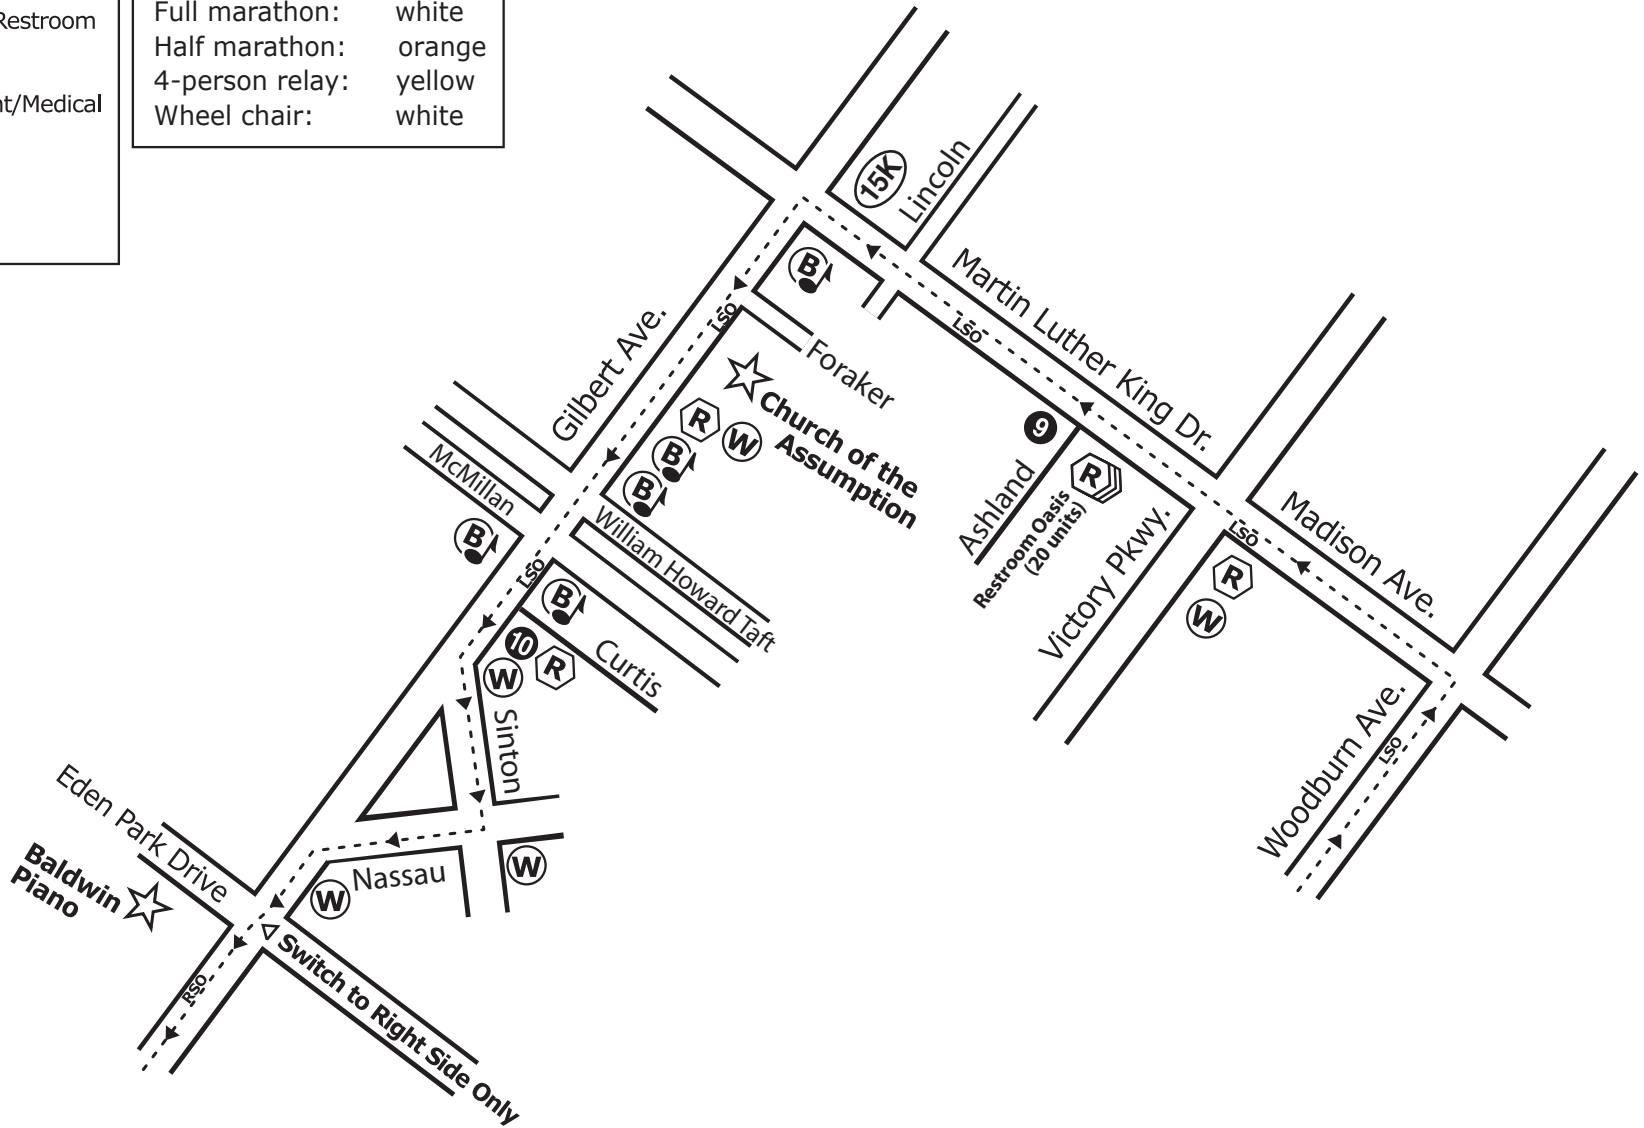 Restroom
nt/Medical
Full marathon: white
Half marathon: orange
4-person relay: yellow
Wheel chair: white
15K
Lincoln
B
Martin Luther King Dr.
LSO
LSO
Gilbert Ave.
Foraker
Church of the
Assumption
R
W
B
B
9
Ashland
R
Restroom Oasis
(20 units)
Victory Pkwy.
Madison Ave.
LSO
R
W
McMillan
B
William Howard Taft
LSO
B
Curtis
10
R
W
Sinton
Woodburn Ave.
LSO
Eden Park Drive
Baldwin
Piano
Nassau
W
W
RSO
Switch to Right Side Only